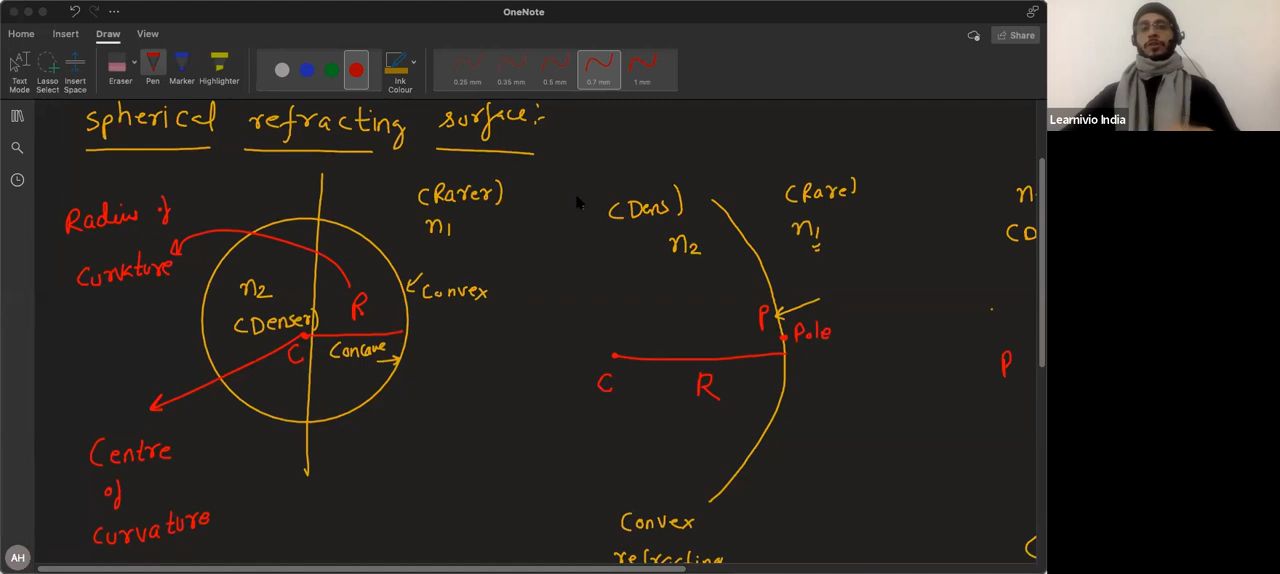 OneNote
Home
Insert
Draw
View
Share
Text
Mode
Lasso
Select
Insert
Space
Eraser
Pen
Marker
Highlighter
Ink
Colour
0.25 mm
0.35 mm
0.5 mm
0.7 mm
1 mm
Learnivio India
spherical refracting surface:-
(Rarer)
n1
Radius of
Curvature
n2
(Denser)
R
C
Concave
Convex
Centre
of
curvature
(Dens)
n2
(Rare)
n1
P
Pole
C
R
Convex
refracting
n
(D
P
(
AH